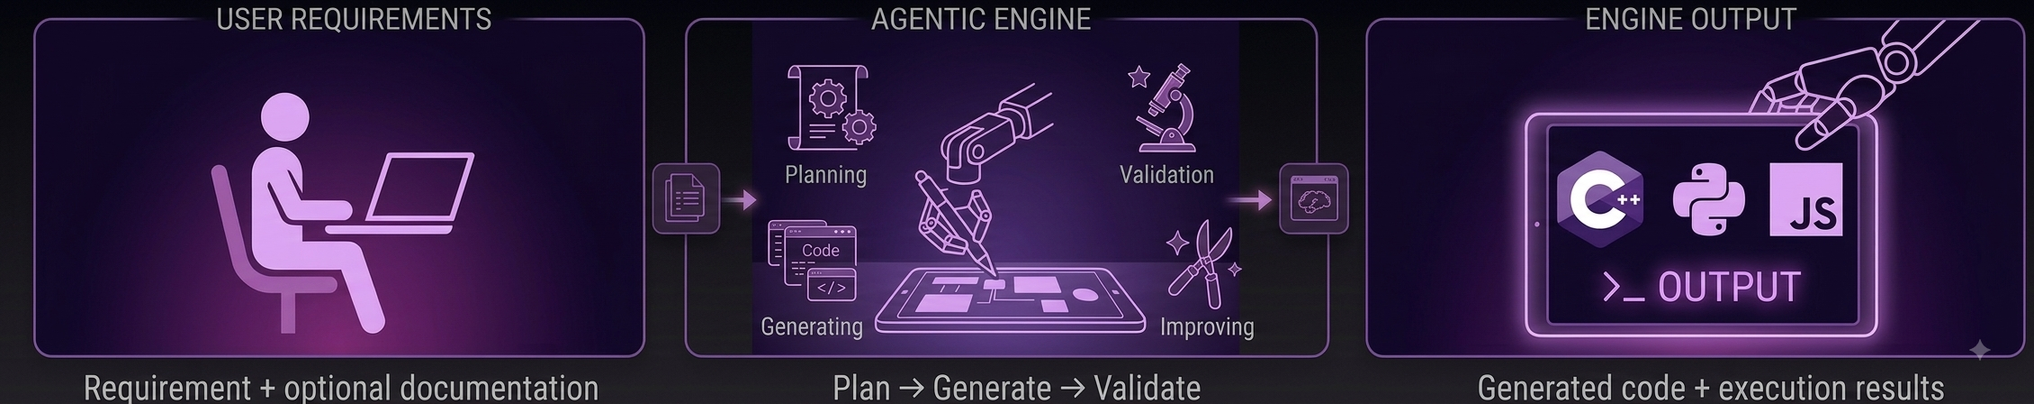 USER REQUIREMENTS
Requirement + optional documentation
AGENTIC ENGINE
Planning
Validation
Code
</>
Generating
Improving
Plan → Generate → Validate
ENGINE OUTPUT
C++
JS
>_ OUTPUT
Generated code + execution results